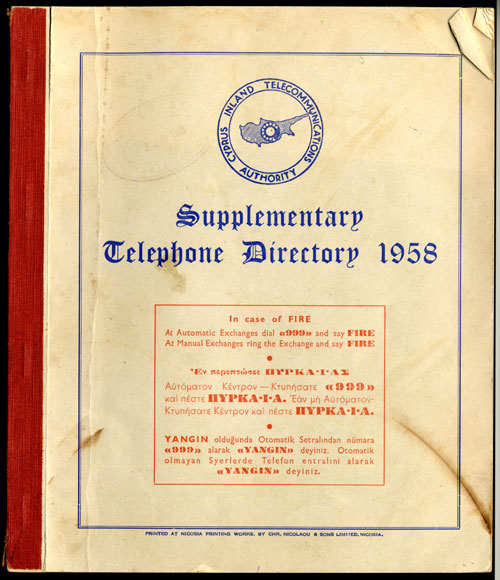 CYPRUS INLAND TELECOMMUNICATIONS
AUTHORITY
Supplementary
Telephone Directory 1958
In case of FIRE
At Automatic Exchanges dial «999» and say FIRE
At Manual Exchanges ring the Exchange and say FIRE
Ἐν περιπτώσει ΠΥΡΚΑ·Ι·ΑΣ
Αὐτόματον Κέντρον — Κτυπήσατε «999»
καὶ πέστε ΠΥΡΚΑ·Ι·Α. Ἐὰν μὴ Αὐτόματον-
Κτυπήσατε Κέντρον καὶ πέστε ΠΥΡΚΑ·Ι·Α.
YANGIN olduğunda Otomatik Setralından nümara
«999» alarak «YANGIN» deyiniz. Otomatik
olmayan Syerlerde Telefon entralıni alarak
«YANGIN» deyiniz.
PRINTED AT NICOSIA PRINTING WORKS, BY CHR. NICOLAOU & SONS LIMITED, NICOSIA.